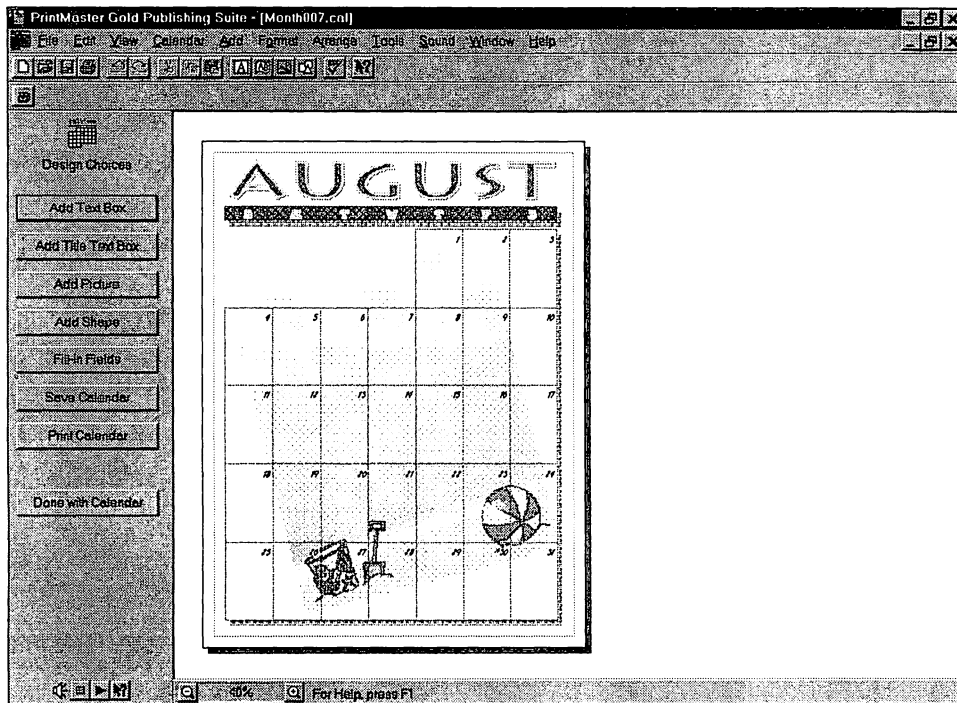 PrintMaster Gold Publishing Suite - [Month007.cal]
File Edit View Calendar Add Format Arrange Tools Sound Window Help
Design Choices
Add Text Box
Add Title Text Box
Add Picture
Add Shape
Fill-in Fields
Save Calendar
Print Calendar
Done with Calendar
AUGUST
1 2 3
4 5 6 7 8 9 10
11 12 13 14 15 16 17
18 19 20 21 22 23 24
25 26 27 28 29 30 31
40% For Help, press F1